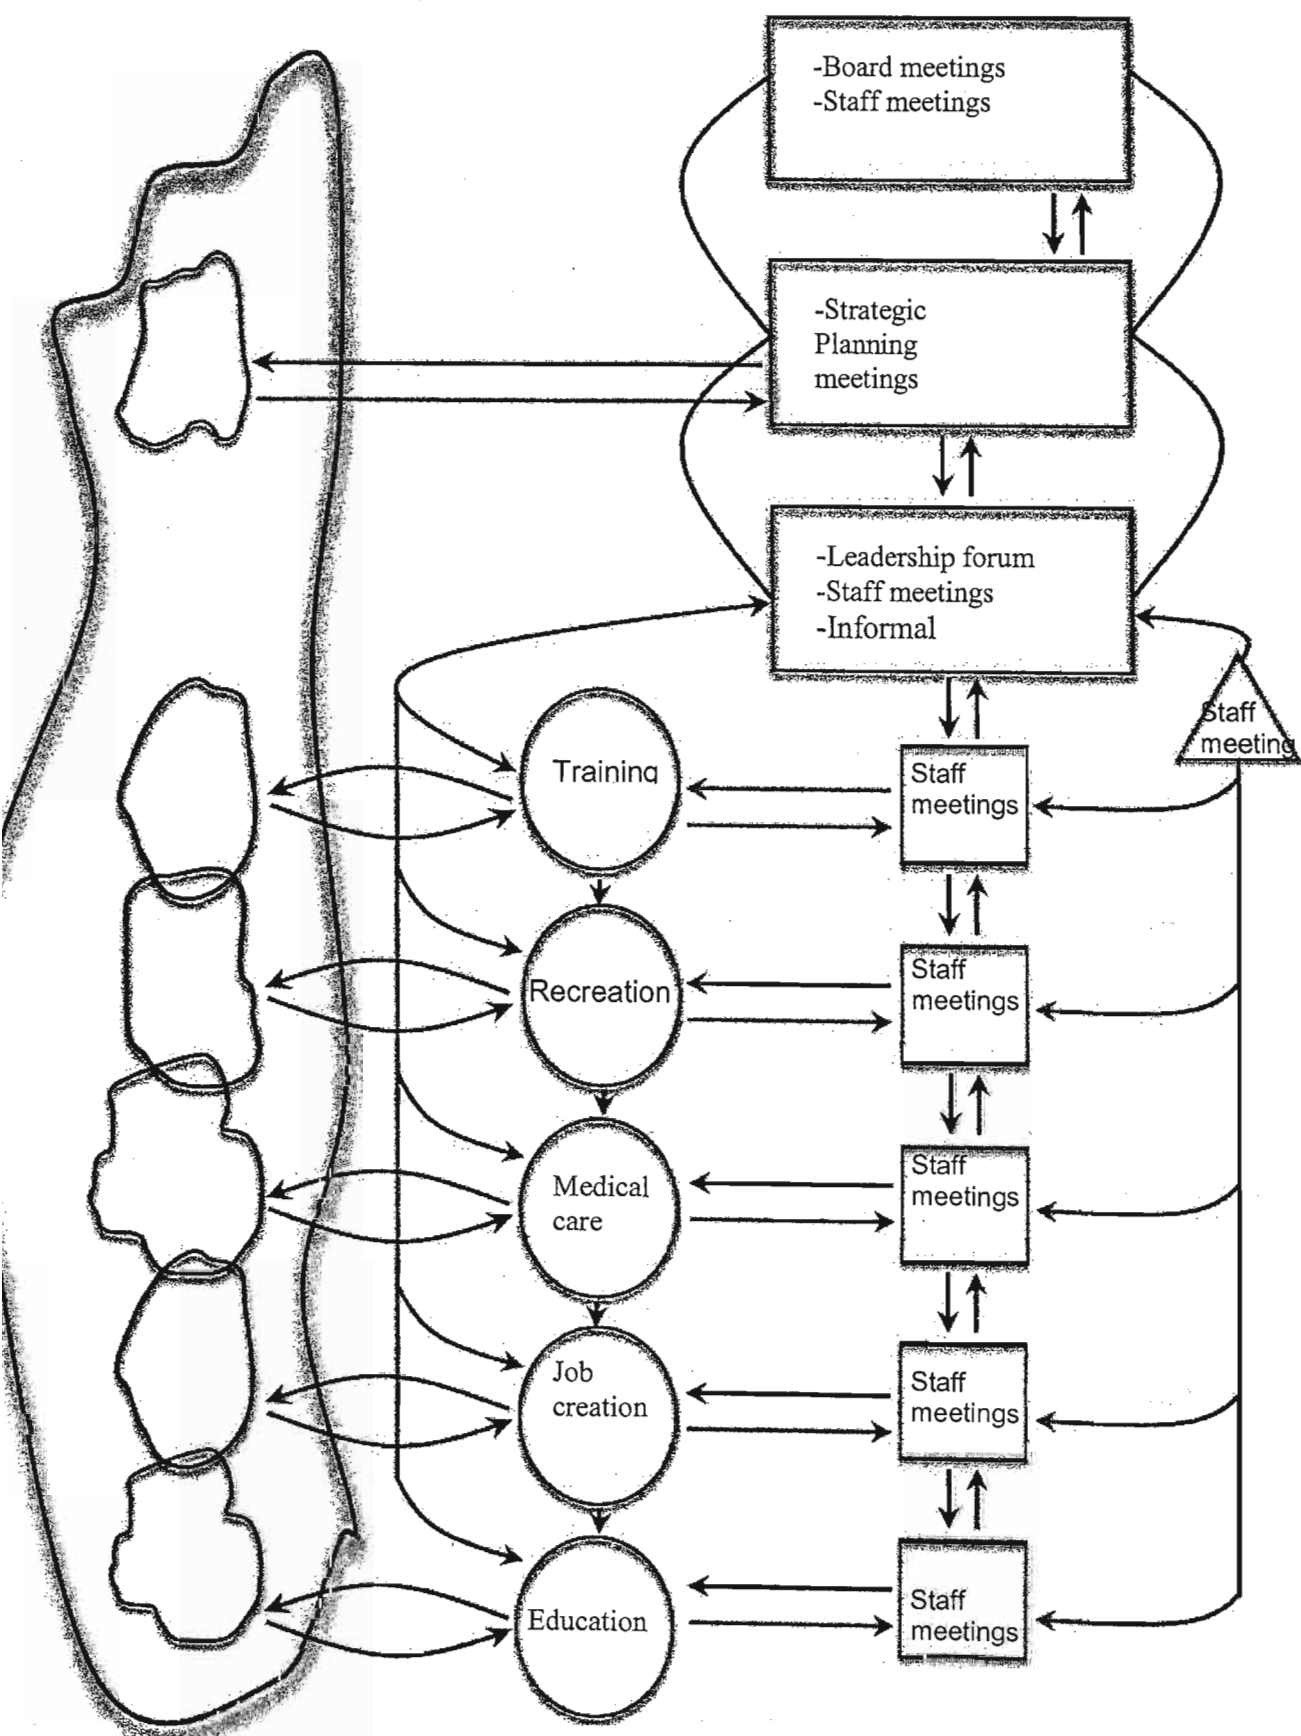 -Board meetings
-Staff meetings
-Strategic
Planning
meetings
-Leadership forum
-Staff meetings
-Informal
Staff
meeting
Training
Staff
meetings
Recreation
Staff
meetings
Medical
care
Staff
meetings
Job
creation
Staff
meetings
Education
Staff
meetings